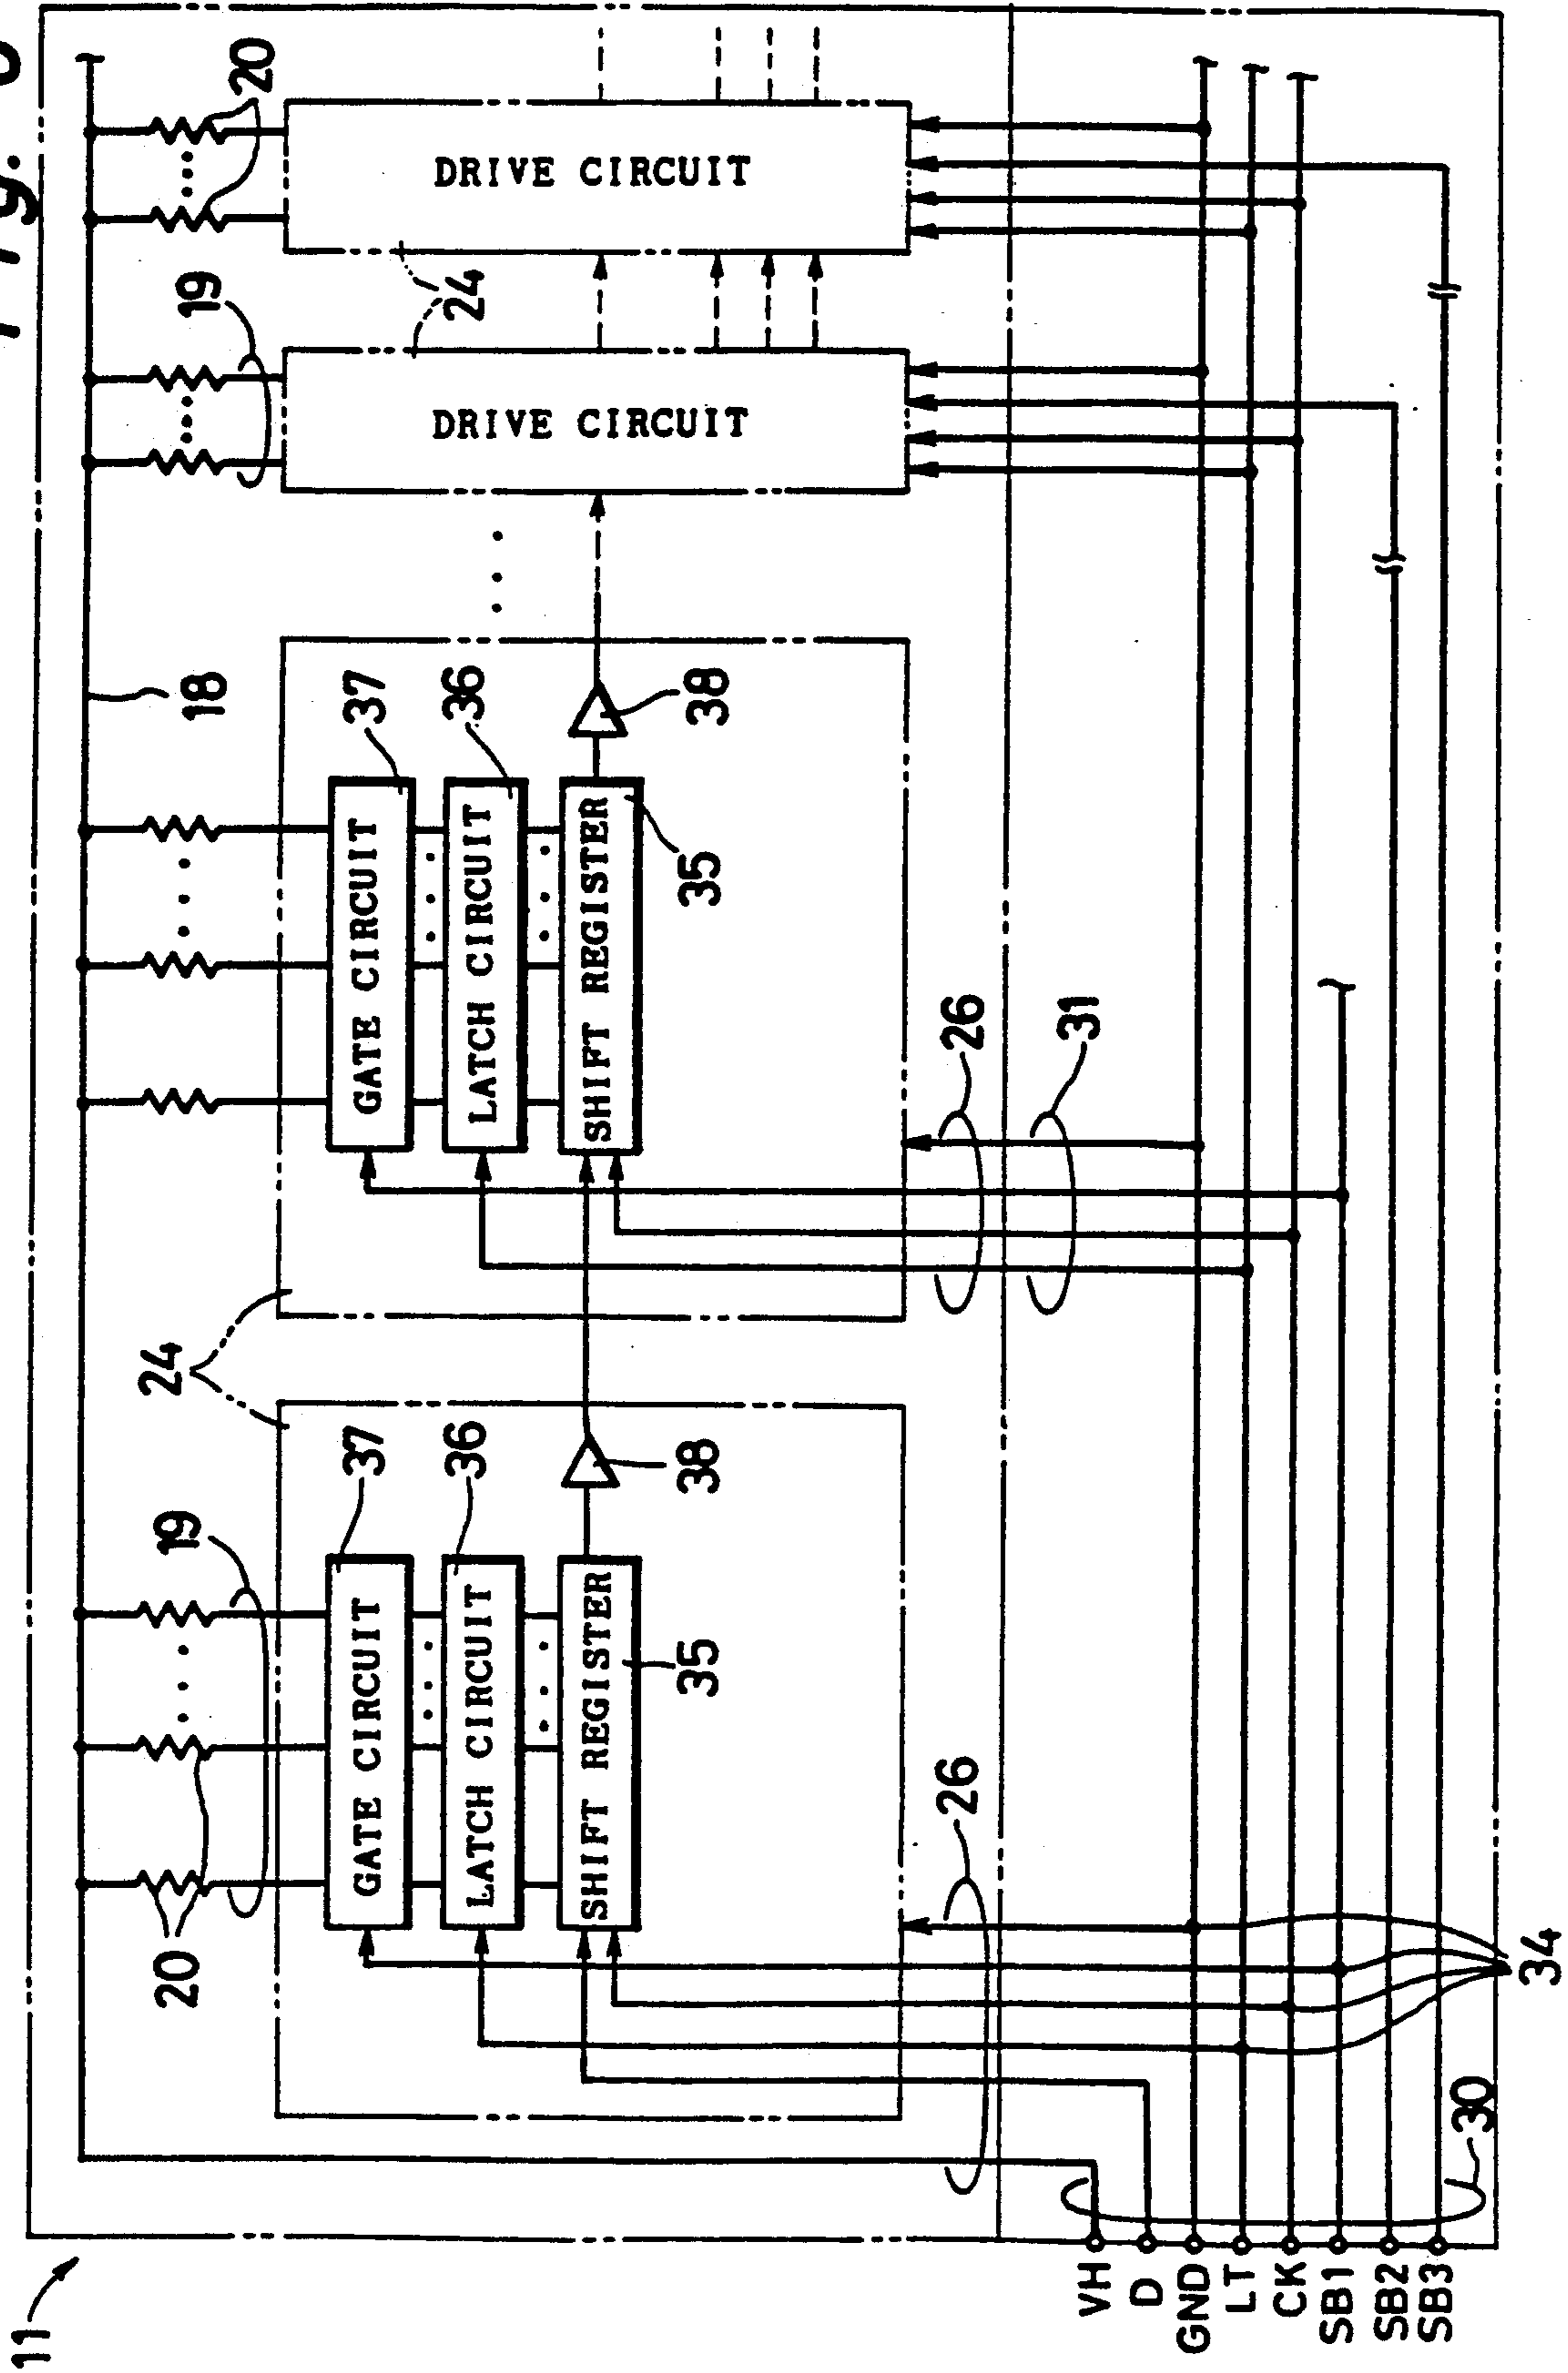 11
20
24
19
DRIVE CIRCUIT
DRIVE CIRCUIT
18
37
36
38
GATE CIRCUIT
LATCH CIRCUIT
SHIFT REGISTER
35
26
31
24
19
20
37
36
38
GATE CIRCUIT
LATCH CIRCUIT
SHIFT REGISTER
35
26
34
30
VH
D
GND
LT
CK
SB1
SB2
SB3